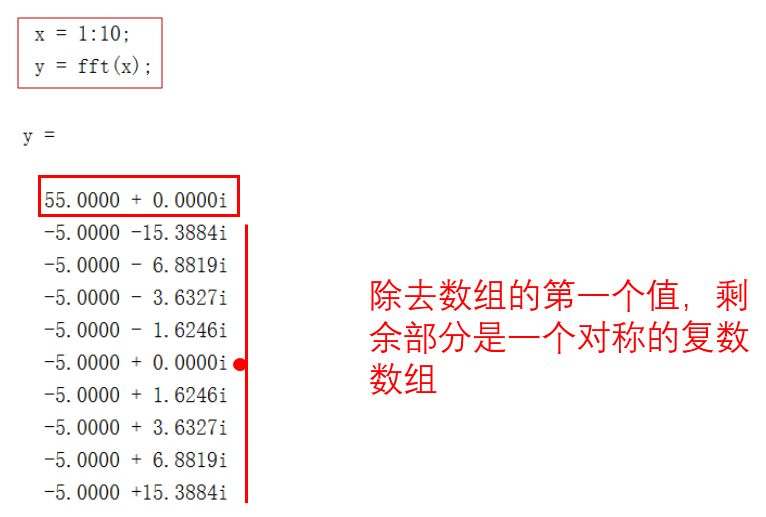 x = 1:10;
y = fft(x);
y =
55.0000 + 0.0000i
-5.0000 -15.3884i
-5.0000 - 6.8819i
-5.0000 - 3.6327i
-5.0000 - 1.6246i
-5.0000 + 0.0000i
-5.0000 + 1.6246i
-5.0000 + 3.6327i
-5.0000 + 6.8819i
-5.0000 +15.3884i
除去数组的第一个值，剩
余部分是一个对称的复数
数组